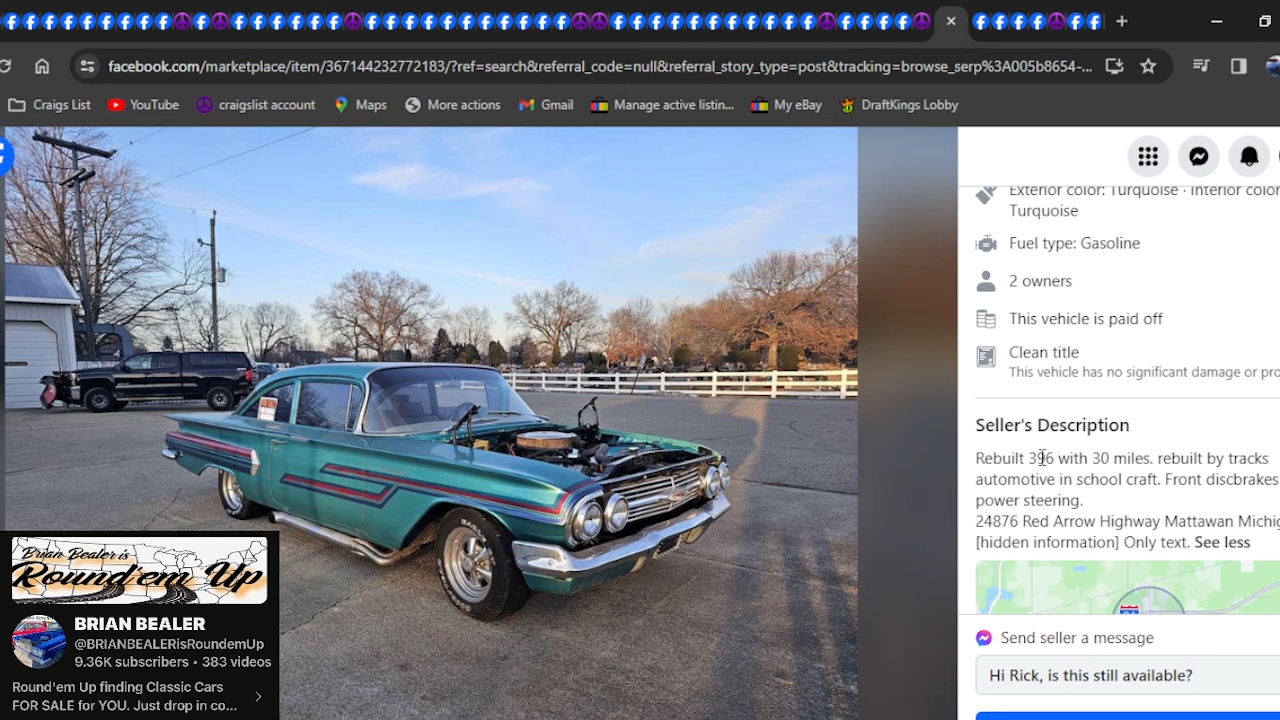 facebook.com/marketplace/item/367144232772183/?ref=search&referral_code=null&referral_story_type=post&tracking=browse_serp%3A005b8654-...
Craigs List
YouTube
craigslist account
Maps
More actions
Gmail
Manage active listin...
My eBay
DraftKings Lobby
Exterior color: Turquoise · Interior color
Turquoise
Fuel type: Gasoline
2 owners
This vehicle is paid off
Clean title
This vehicle has no significant damage or pro
Seller's Description
Rebuilt 396 with 30 miles. rebuilt by tracks
automotive in school craft. Front discbrakes
power steering.
24876 Red Arrow Highway Mattawan Michig
[hidden information] Only text. See less
Send seller a message
Hi Rick, is this still available?
Brian Bealer is
Round'em Up
BRIAN BEALER
@BRIANBEALERisRoundemUp
9.36K subscribers • 383 videos
Round'em Up finding Classic Cars
FOR SALE for YOU. Just drop in co...